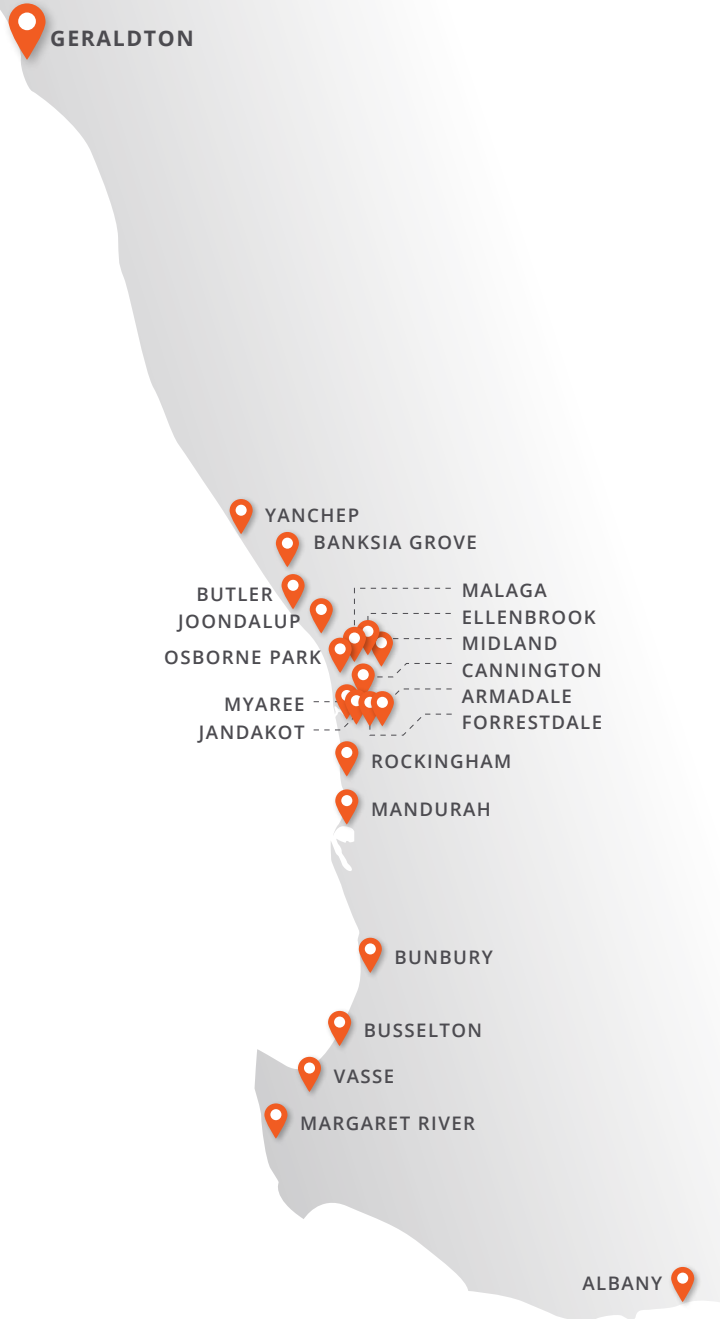 GERALDTON
YANCHEP
BANKSIA GROVE
BUTLER
MALAGA
ELLENBROOK
JOONDALUP
MIDLAND
OSBORNE PARK
CANNINGTON
ARMADALE
MYAREE
FORRESTDALE
JANDAKOT
ROCKINGHAM
MANDURAH
BUNBURY
BUSSELTON
VASSE
MARGARET RIVER
ALBANY